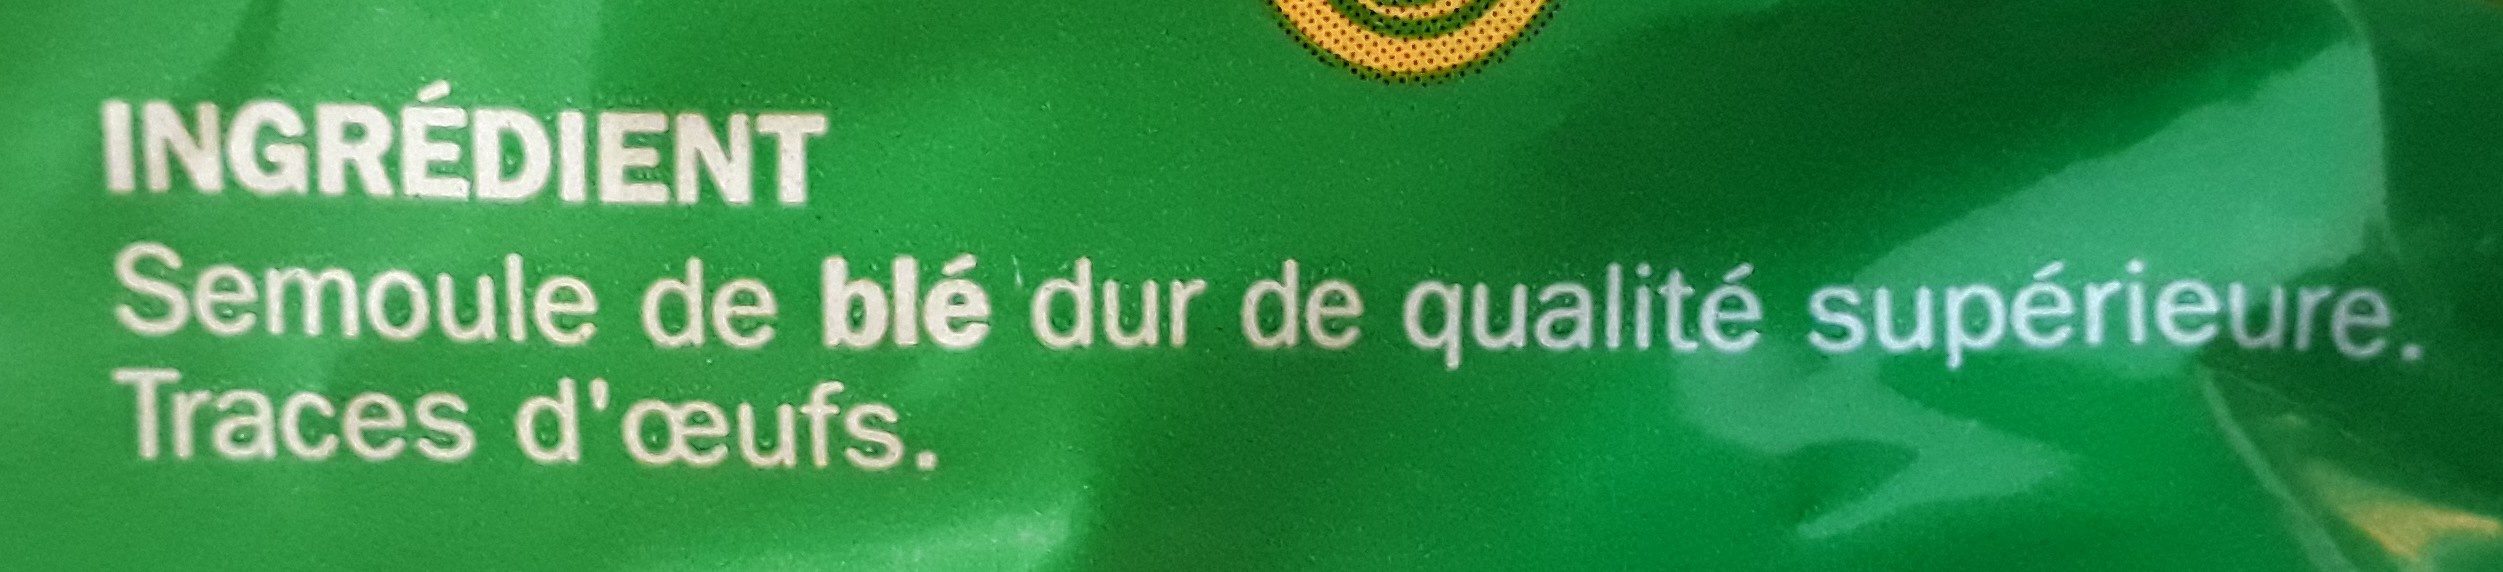 INGRÉDIENT
Semoule de blé dur de qualité supérieure.
Traces d'œufs.